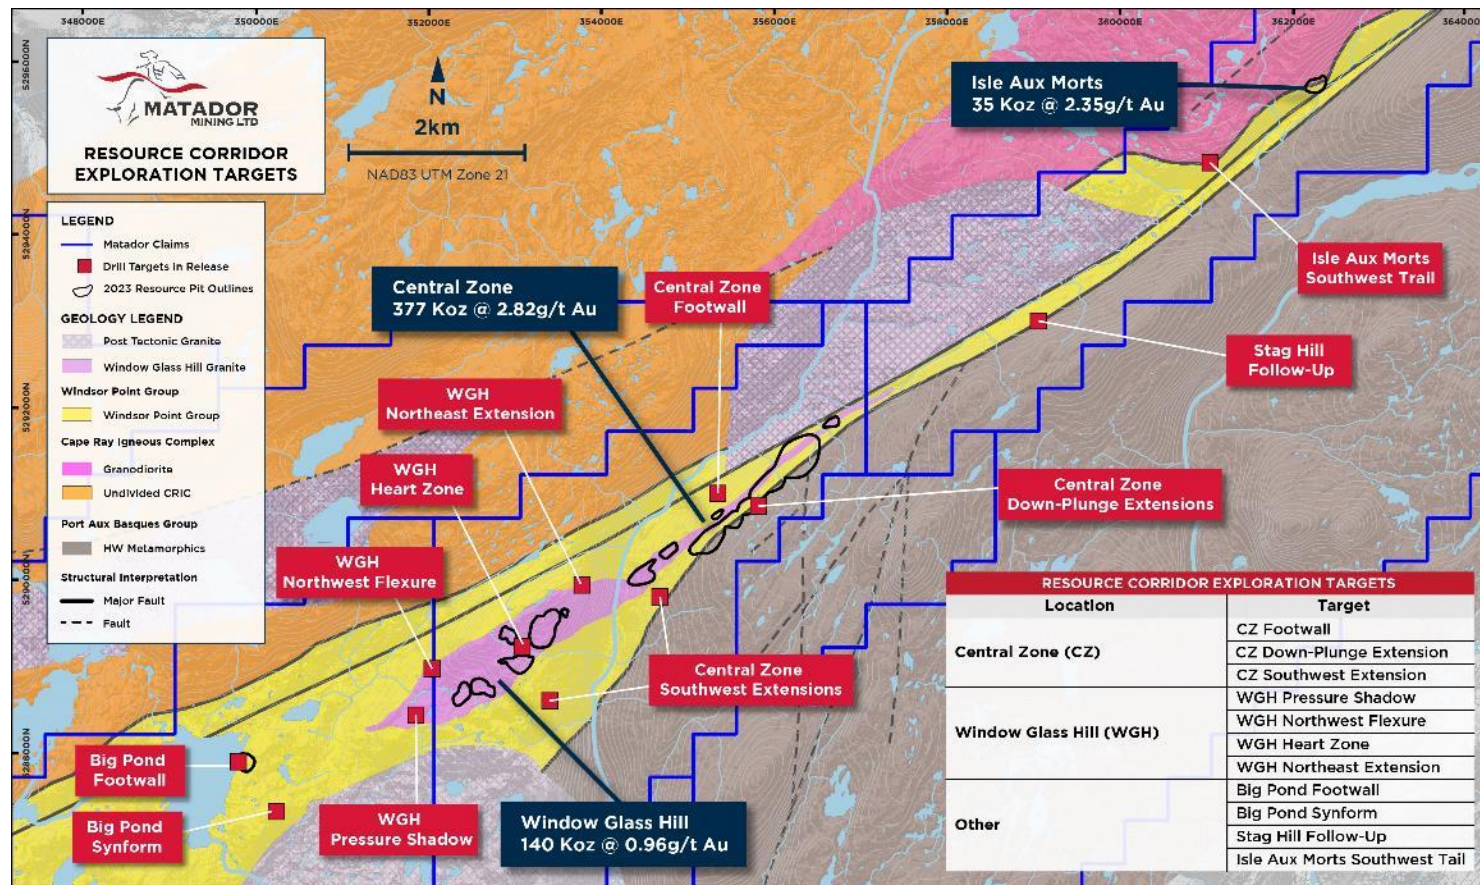 348000E
350000E
352000E
354000E
356000E
358000E
360000E
362000E
364000E
5296000N
5294000N
5292000N
5290000N
5288000N
MATADOR
MINING LTD
RESOURCE CORRIDOR
EXPLORATION TARGETS
N
2km
NAD83 UTM Zone 21
LEGEND
Matador Claims
Drill Targets In Release
2023 Resource Pit Outlines
GEOLOGY LEGEND
Post Tectonic Granite
Window Glass Hill Granite
Windsor Point Group
Windsor Point Group
Cape Ray Igneous Complex
Granodiorite
Undivided CRIC
Port Aux Basques Group
HW Metamorphics
Structural Interpretation
Major Fault
Fault
Isle Aux Morts
35 Koz @ 2.35g/t Au
Isle Aux Morts
Southwest Trail
Central Zone
377 Koz @ 2.82g/t Au
Central Zone
Footwall
Stag Hill
Follow-Up
WGH
Northeast Extension
WGH
Heart Zone
Central Zone
Down-Plunge Extensions
WGH
Northwest Flexure
Central Zone
Southwest Extensions
Big Pond
Footwall
Big Pond
Synform
WGH
Pressure Shadow
Window Glass Hill
140 Koz @ 0.96g/t Au
RESOURCE CORRIDOR EXPLORATION TARGETS
Location Target
Central Zone (CZ)
CZ Footwall
CZ Down-Plunge Extension
CZ Southwest Extension
Window Glass Hill (WGH)
WGH Pressure Shadow
WGH Northwest Flexure
WGH Heart Zone
WGH Northeast Extension
Other
Big Pond Footwall
Big Pond Synform
Stag Hill Follow-Up
Isle Aux Morts Southwest Tail